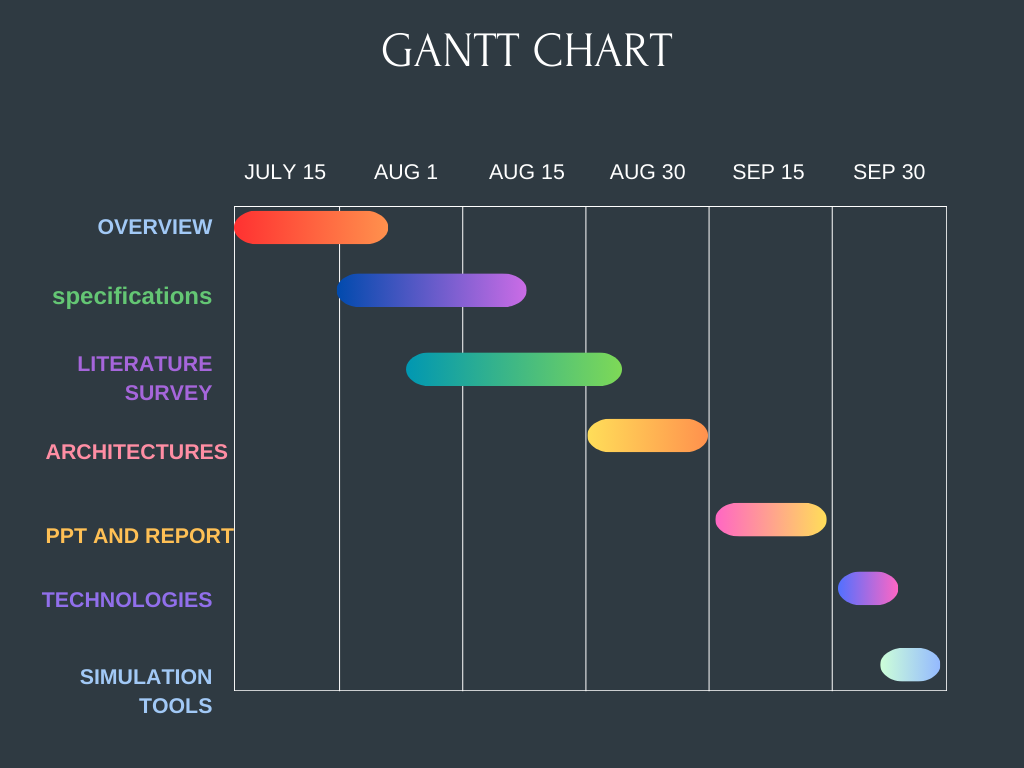 GANTT CHART
JULY 15 AUG 1 AUG 15 AUG 30 SEP 15 SEP 30
OVERVIEW
specifications
LITERATURE
SURVEY
ARCHITECTURES
PPT AND REPORT
TECHNOLOGIES
SIMULATION
TOOLS